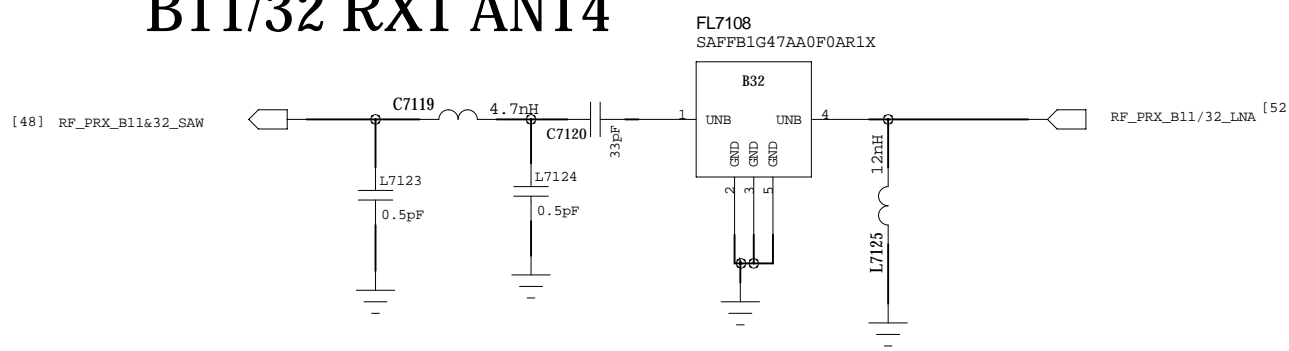 B11/32 RX1 ANT4
FL7108
SAFFB1G47AA0F0AR1X
B32
[48] RF_PRX_B11&32_SAW
C7119
4.7nH
C7120
33pF
1
UNB
UNB
4
RF_PRX_B11/32_LNA
[52
GND
GND
GND
2
3
5
12nH
L7123
0.5pF
L7124
0.5pF
L7125